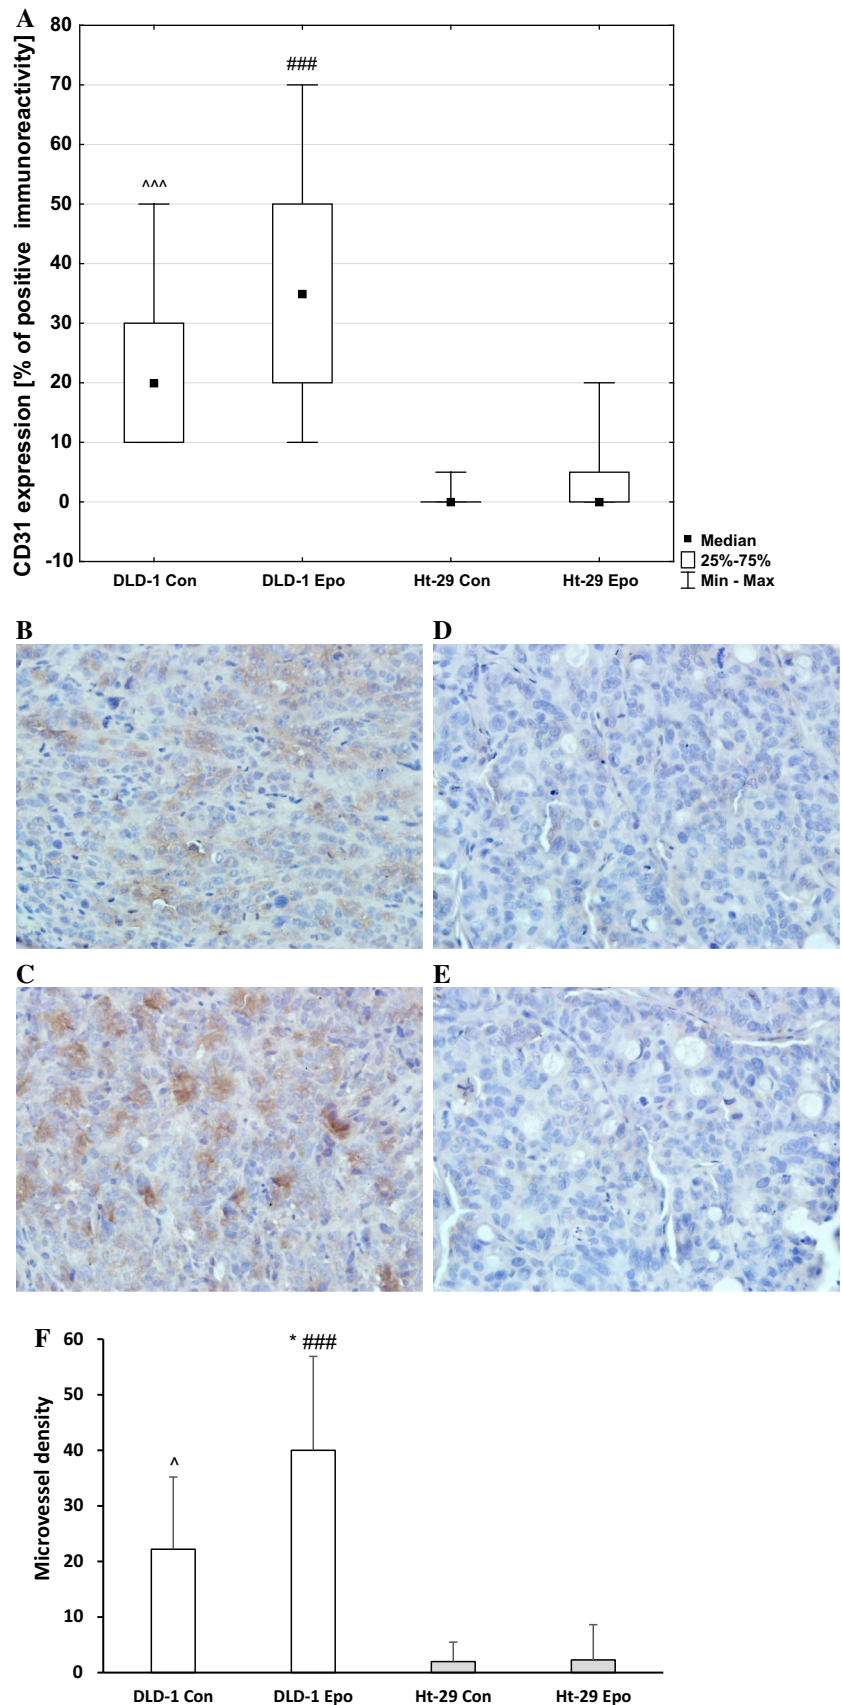 A
CD31 expression [% of positive immunoreactivity]
80
70
60
50
40
30
20
10
0
-10
^^^
###
DLD-1 Con
DLD-1 Epo
Ht-29 Con
Ht-29 Epo
Median
25%-75%
Min - Max
B
D
C
E
F
Microvessel density
60
50
40
30
20
10
0
^
* ###
DLD-1 Con
DLD-1 Epo
Ht-29 Con
Ht-29 Epo